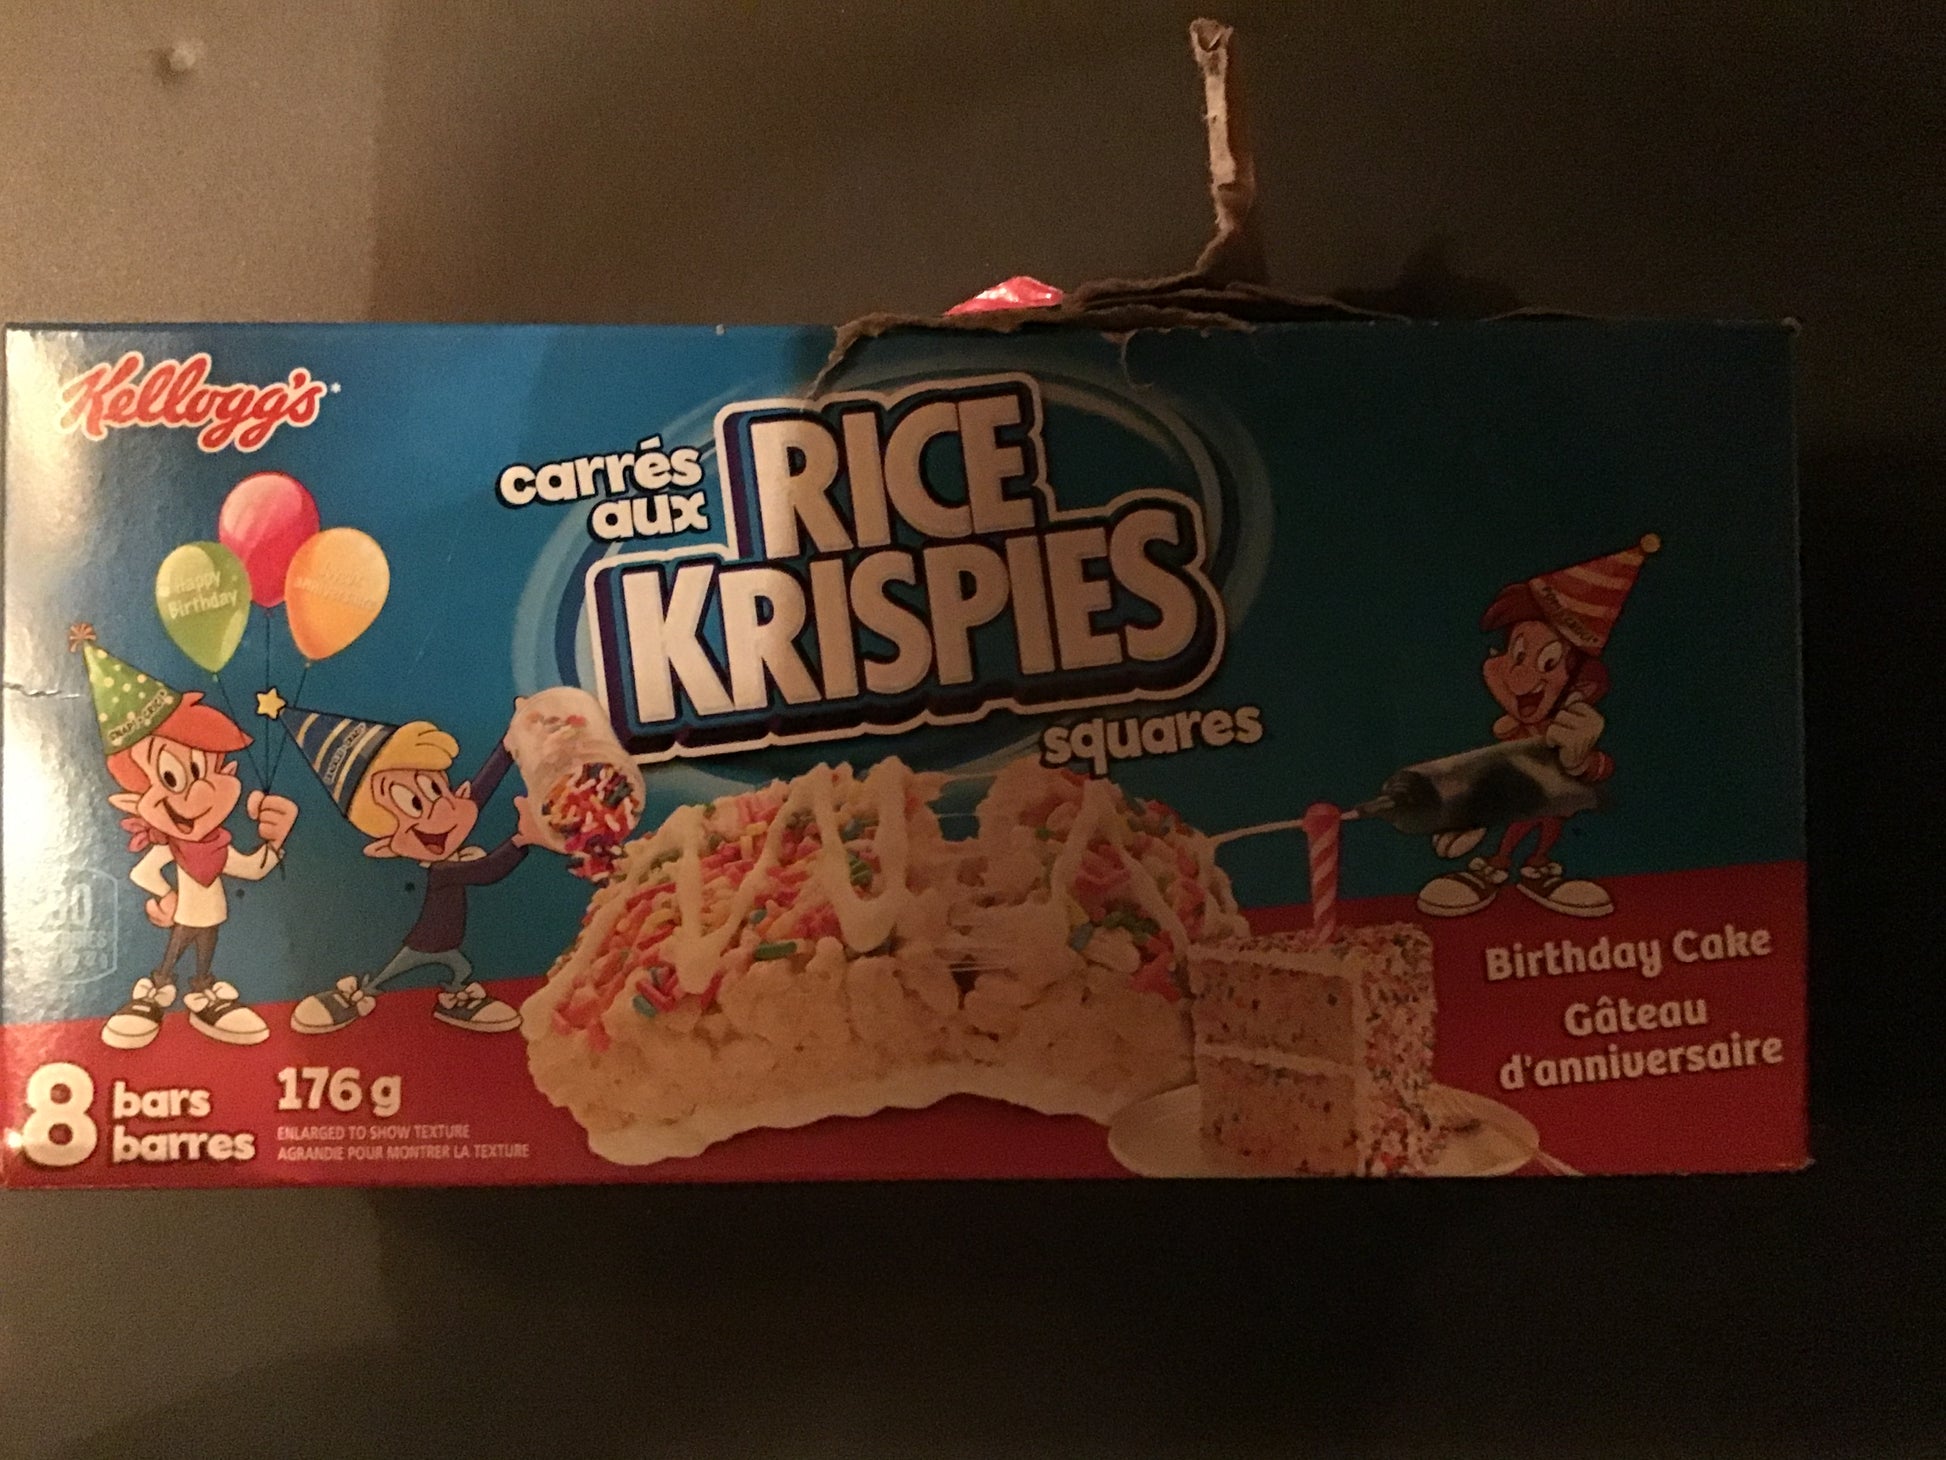 Kellogg's*
carrés
aux
RICE
KRISPIES
squares
Happy
Birthday
Birthday Cake
Gâteau
d'anniversaire
8 bars
barres
176 g
ENLARGED TO SHOW TEXTURE
AGRANDIE POUR MONTRER LA TEXTURE